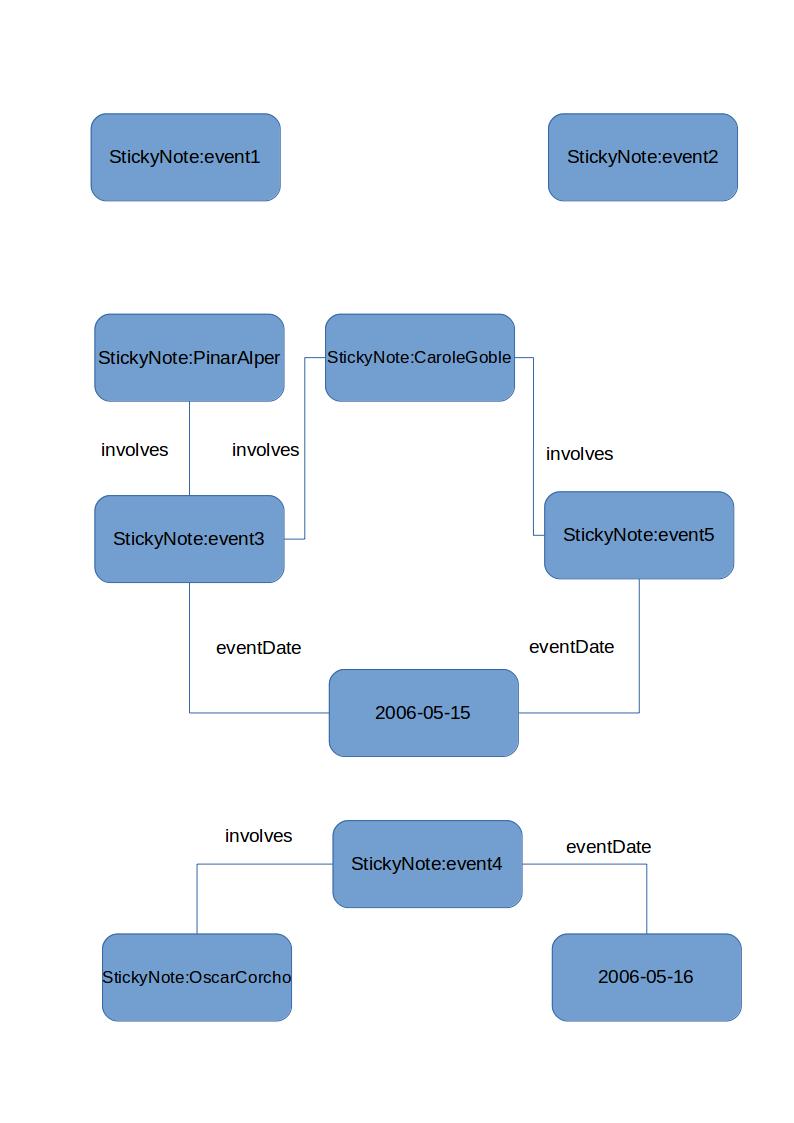 StickyNote:event1
StickyNote:event2
StickyNote:PinarAlper
StickyNote:CaroleGoble
involves
involves
involves
StickyNote:event3
StickyNote:event5
eventDate
eventDate
2006-05-15
involves
eventDate
StickyNote:event4
StickyNote:OscarCorcho
2006-05-16